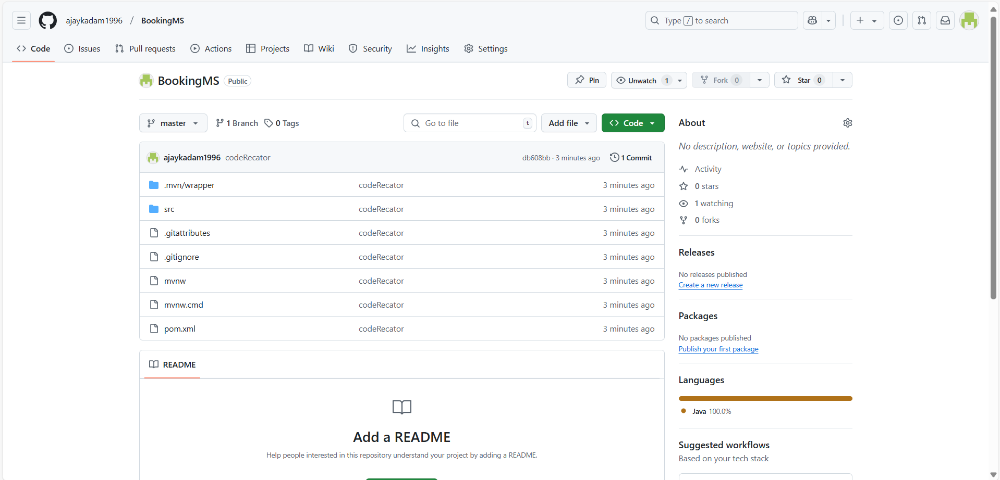 ajaykadam1996 / BookingMS
Type / to search
Code Issues Pull requests Actions Projects Wiki Security Insights Settings
BookingMS Public
Pin Unwatch 1 Fork 0 Star 0
master 1 Branch 0 Tags Go to file t Add file Code
ajaykadam1996 codeRecator db608bb · 3 minutes ago 1 Commit
.mvn/wrapper codeRecator 3 minutes ago
src codeRecator 3 minutes ago
.gitattributes codeRecator 3 minutes ago
.gitignore codeRecator 3 minutes ago
mvnw codeRecator 3 minutes ago
mvnw.cmd codeRecator 3 minutes ago
pom.xml codeRecator 3 minutes ago
README
Add a README
Help people interested in this repository understand your project by adding a README.
About
No description, website, or topics provided.
Activity
0 stars
1 watching
0 forks
Releases
No releases published
Create a new release
Packages
No packages published
Publish your first package
Languages
Java 100.0%
Suggested workflows
Based on your tech stack